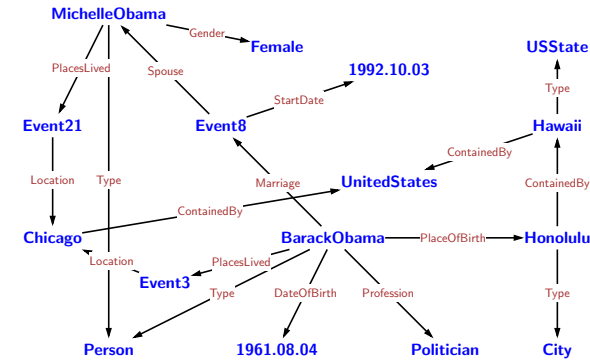 MichelleObama
Gender
Female
USState
PlacesLived
Spouse
1992.10.03
StartDate
Type
Event21
Event8
Hawaii
ContainedBy
Location
Type
Marriage
UnitedStates
ContainedBy
ContainedBy
Chicago
BarackObama
PlaceOfBirth
Honolulu
Location
PlacesLived
Event3
Type
DateOfBirth
Profession
Type
Person
1961.08.04
Politician
City